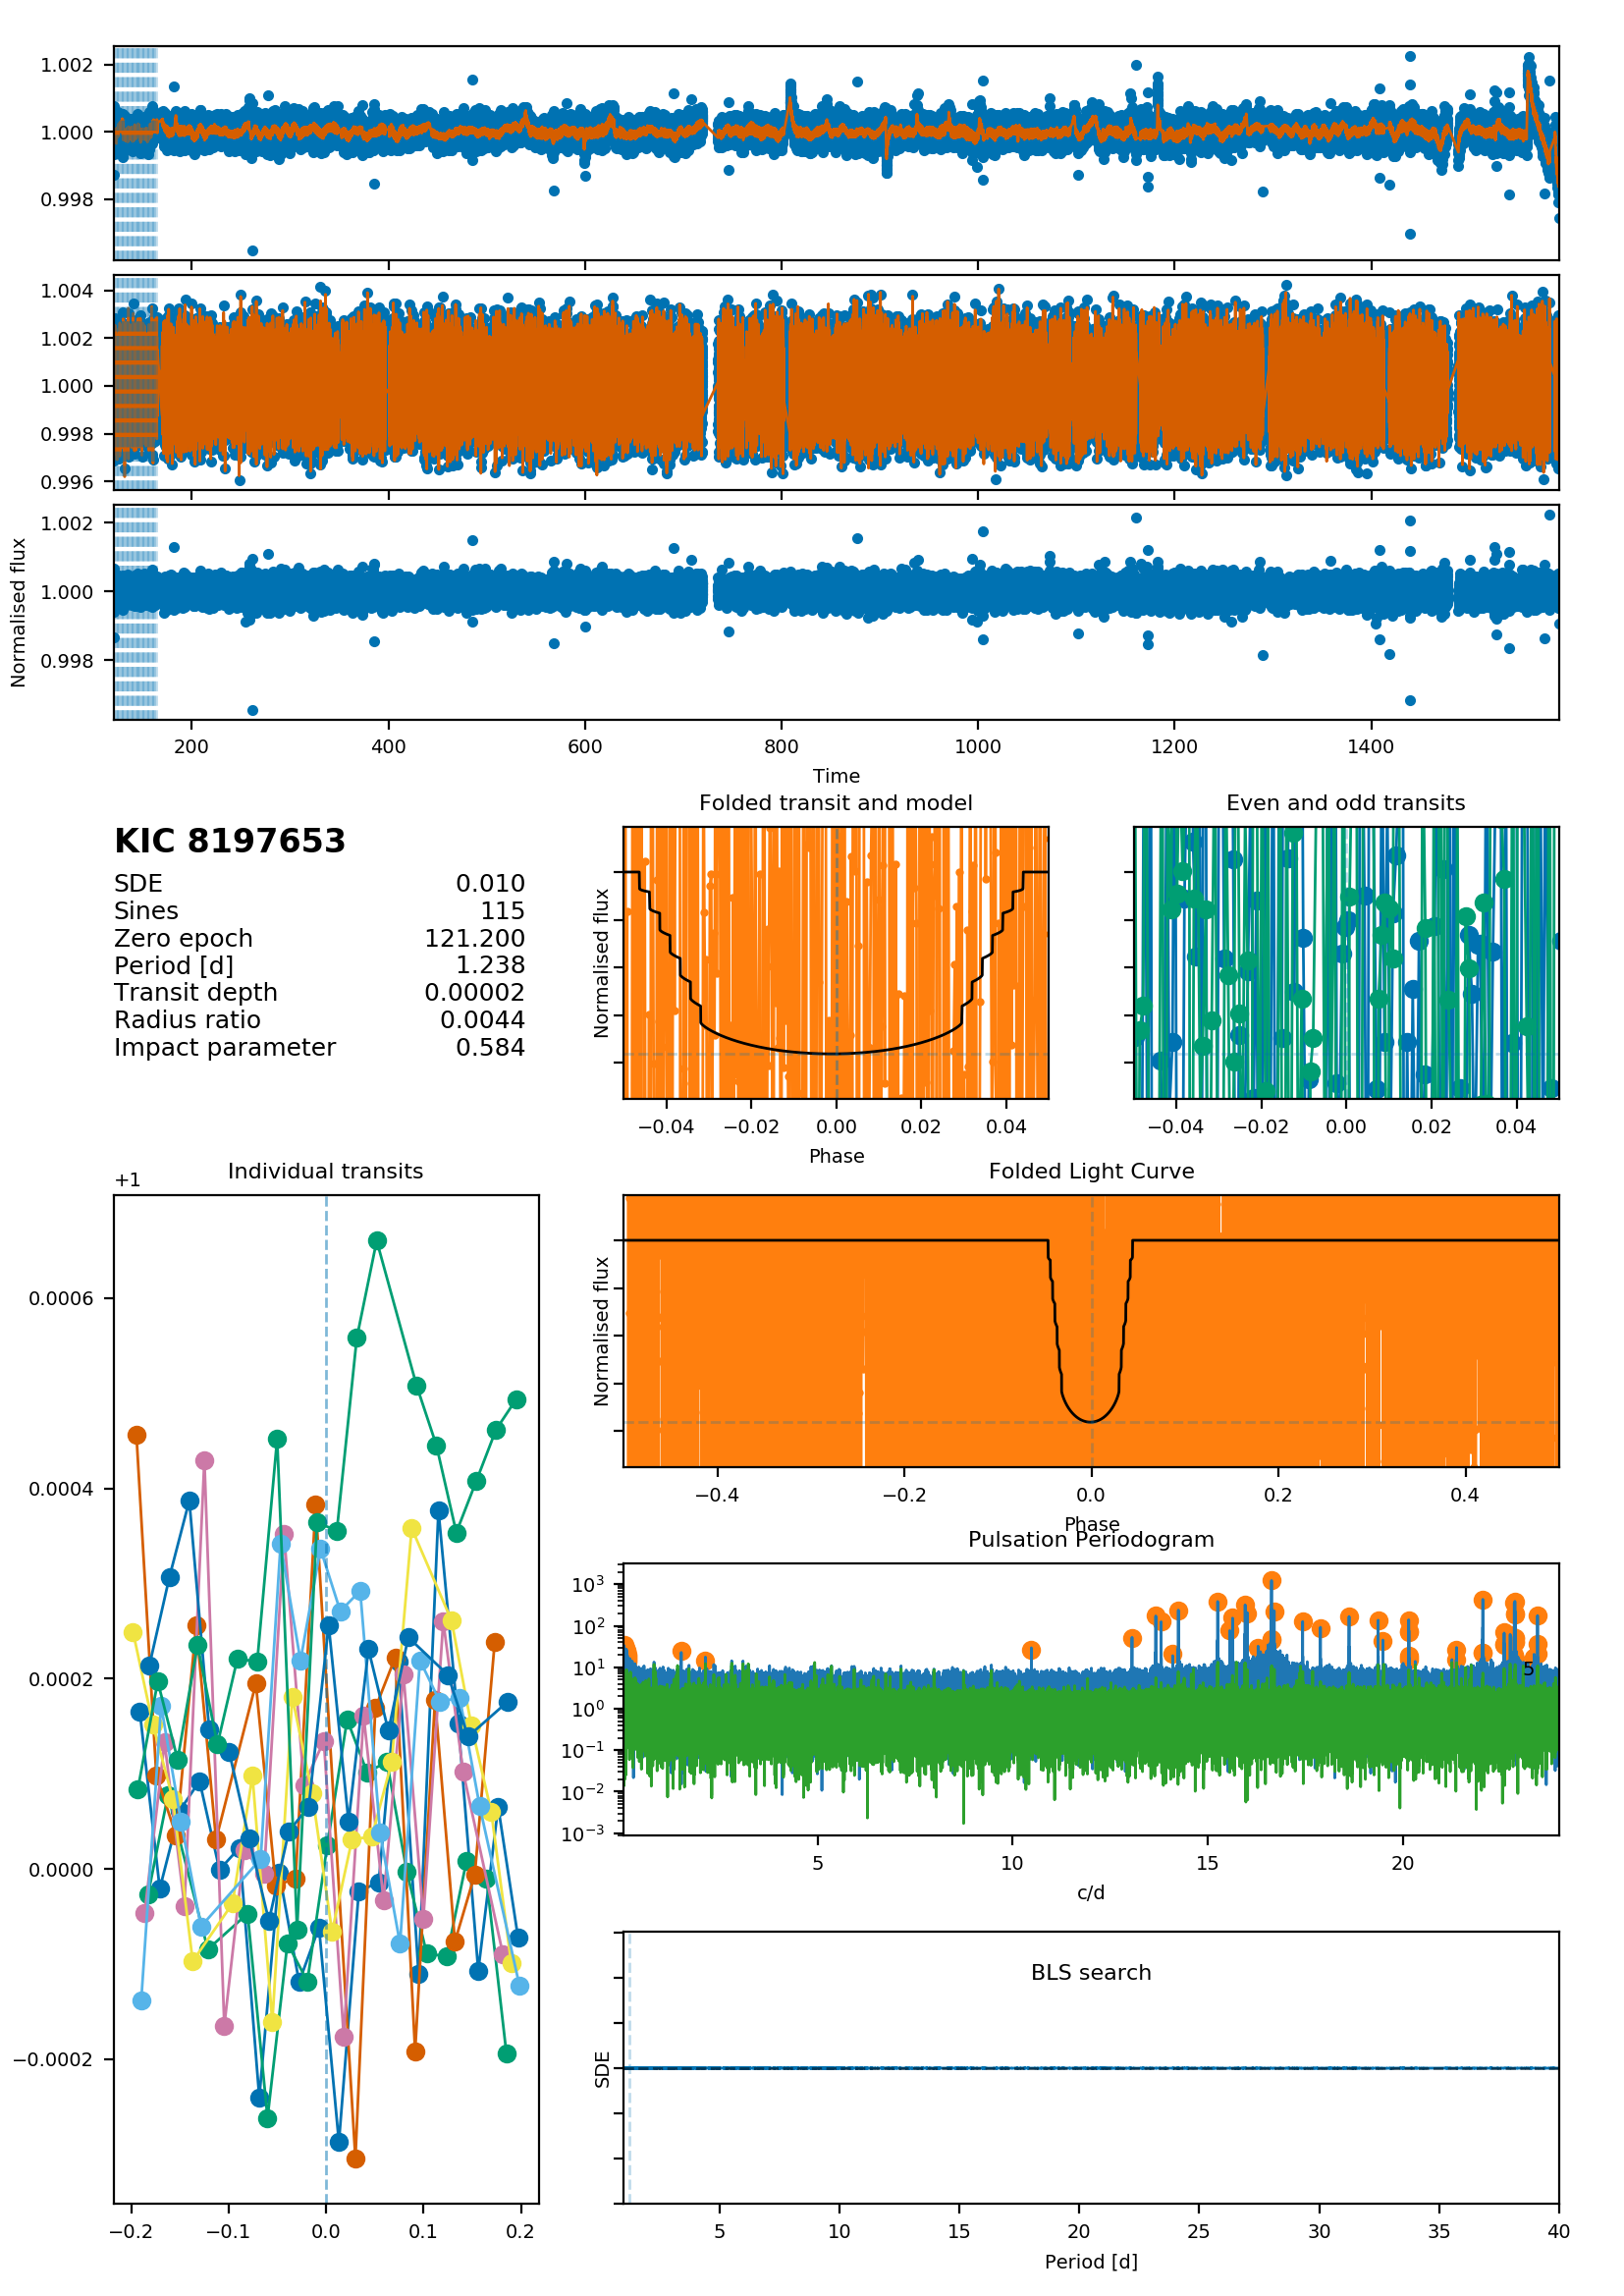 1.002
1.000
0.998
1.004
1.002
1.000
0.998
0.996
1.002
1.000
0.998
Normalised flux
200 400 600 800 1000 1200 1400
Time
KIC 8197653
SDE 0.010
Sines 115
Zero epoch 121.200
Period [d] 1.238
Transit depth 0.00002
Radius ratio 0.0044
Impact parameter 0.584
Folded transit and model
Normalised flux
−0.04 −0.02 0.00 0.02 0.04
Phase
Even and odd transits
−0.04 −0.02 0.00 0.02 0.04
Individual transits
+1
0.0006
0.0004
0.0002
0.0000
−0.0002
−0.2 −0.1 0.0 0.1 0.2
Folded Light Curve
Normalised flux
−0.4 −0.2 0.0 0.2 0.4
Phase
Pulsation Periodogram
10³
10²
10¹
10⁰
10⁻¹
10⁻²
10⁻³
5
5 10 15 20
c/d
BLS search
SDE
5 10 15 20 25 30 35 40
Period [d]